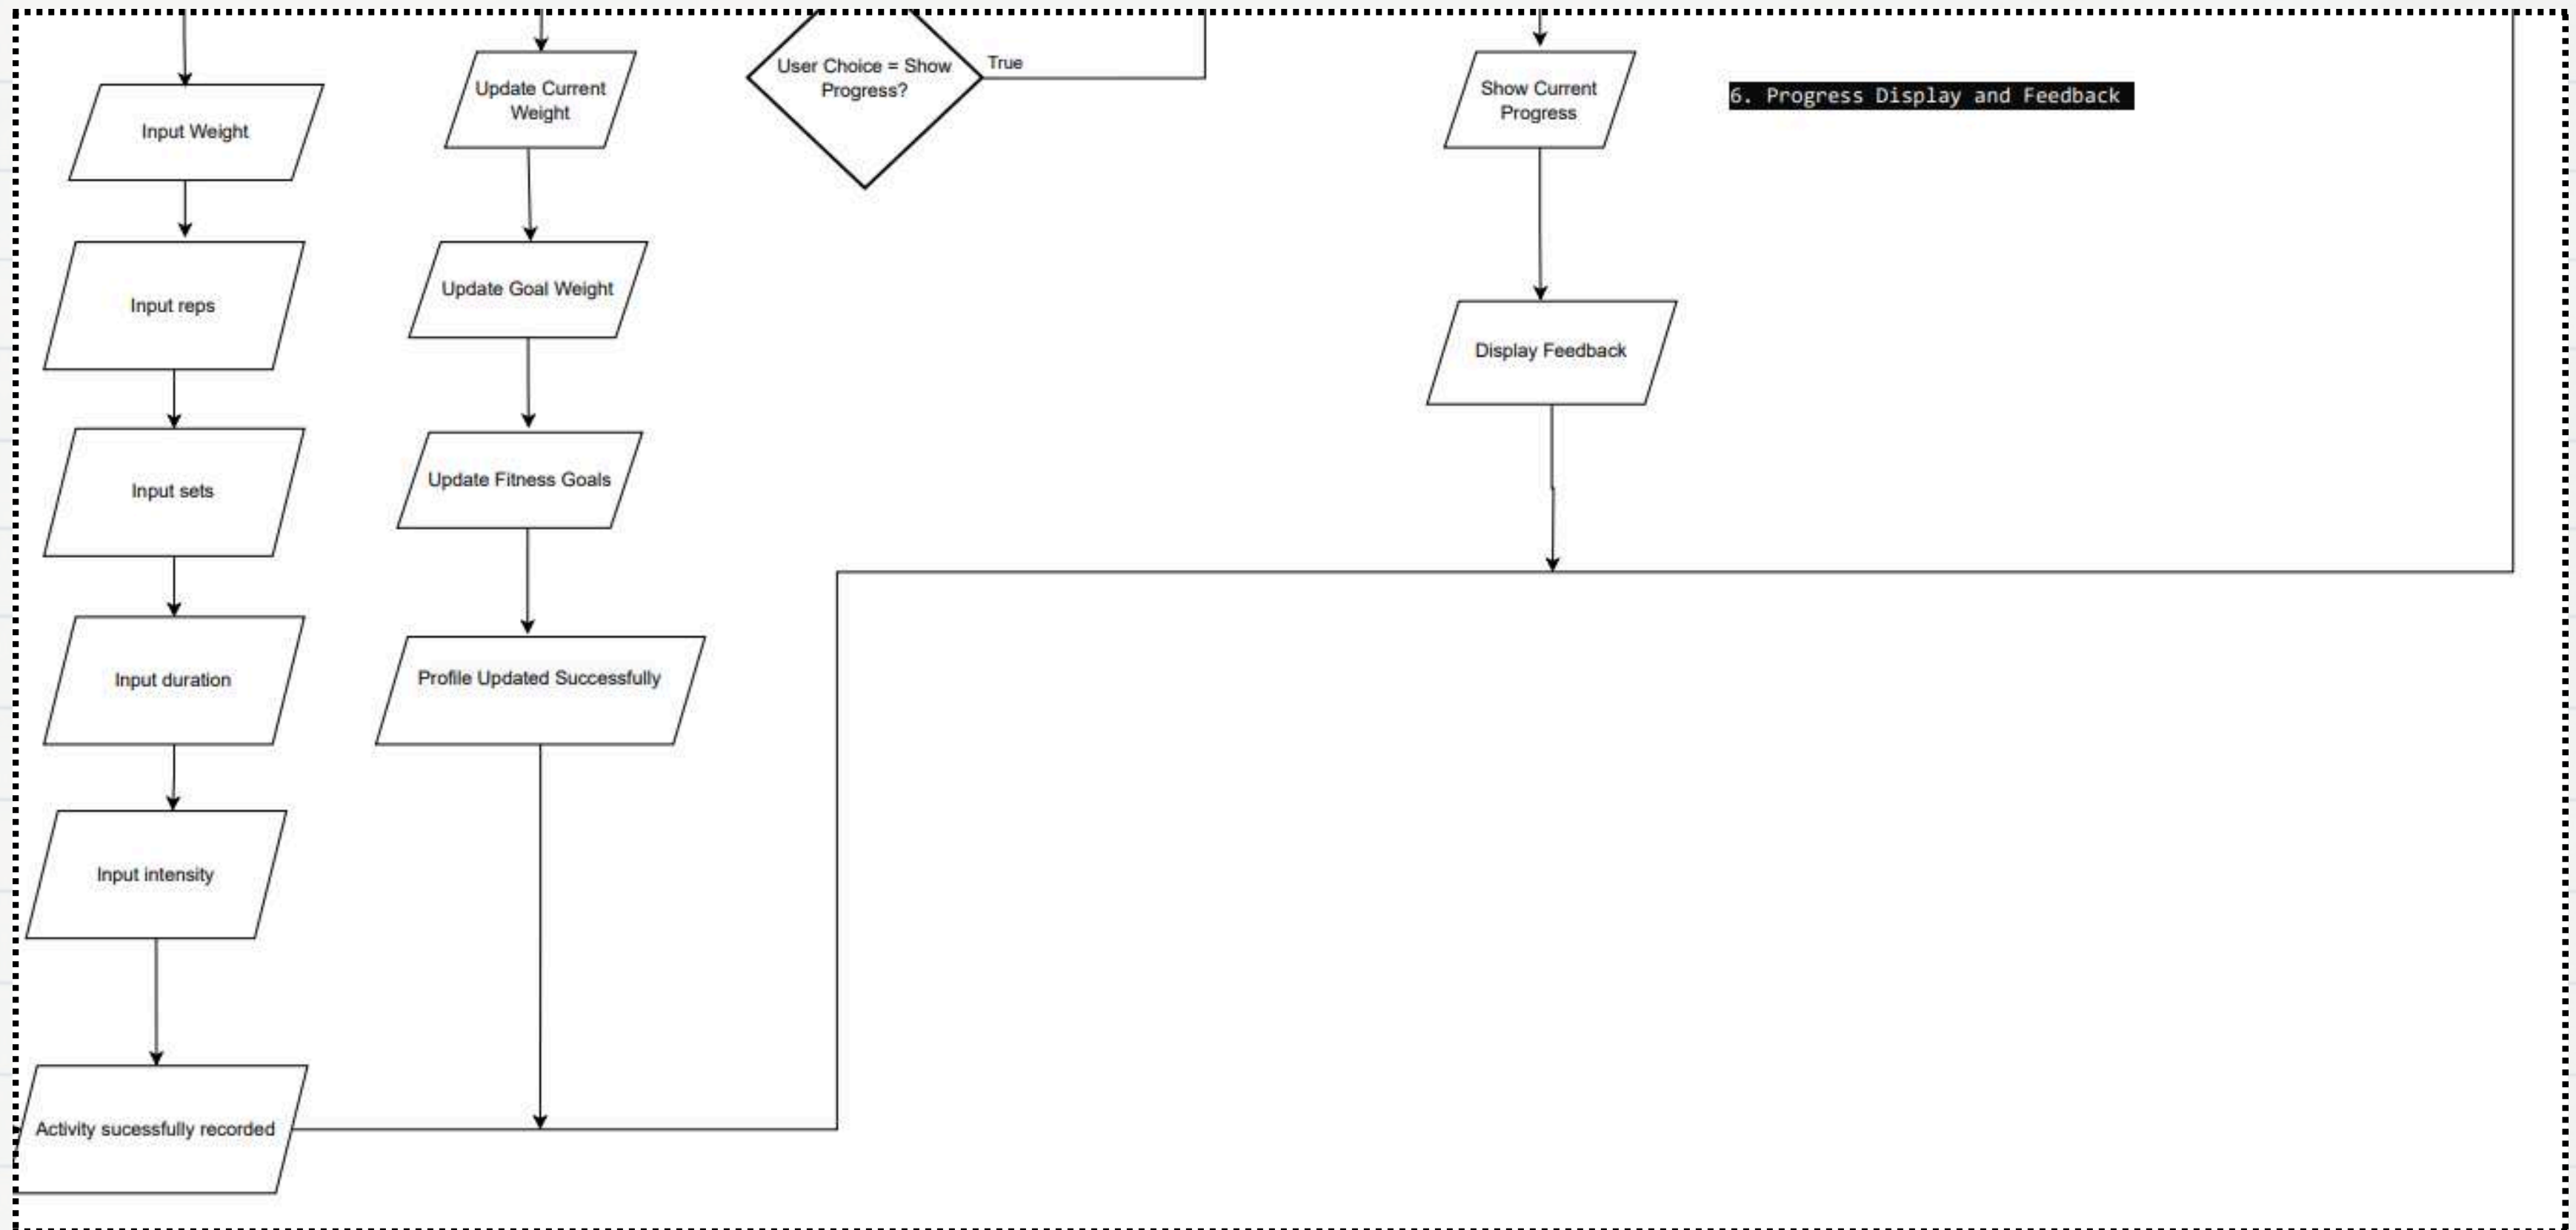 User Choice = Show
Progress?
True
Update Current
Weight
Show Current
Progress
6. Progress Display and Feedback
Input Weight
Update Goal Weight
Input reps
Display Feedback
Update Fitness Goals
Input sets
Profile Updated Successfully
Input duration
Input intensity
Activity sucessfully recorded